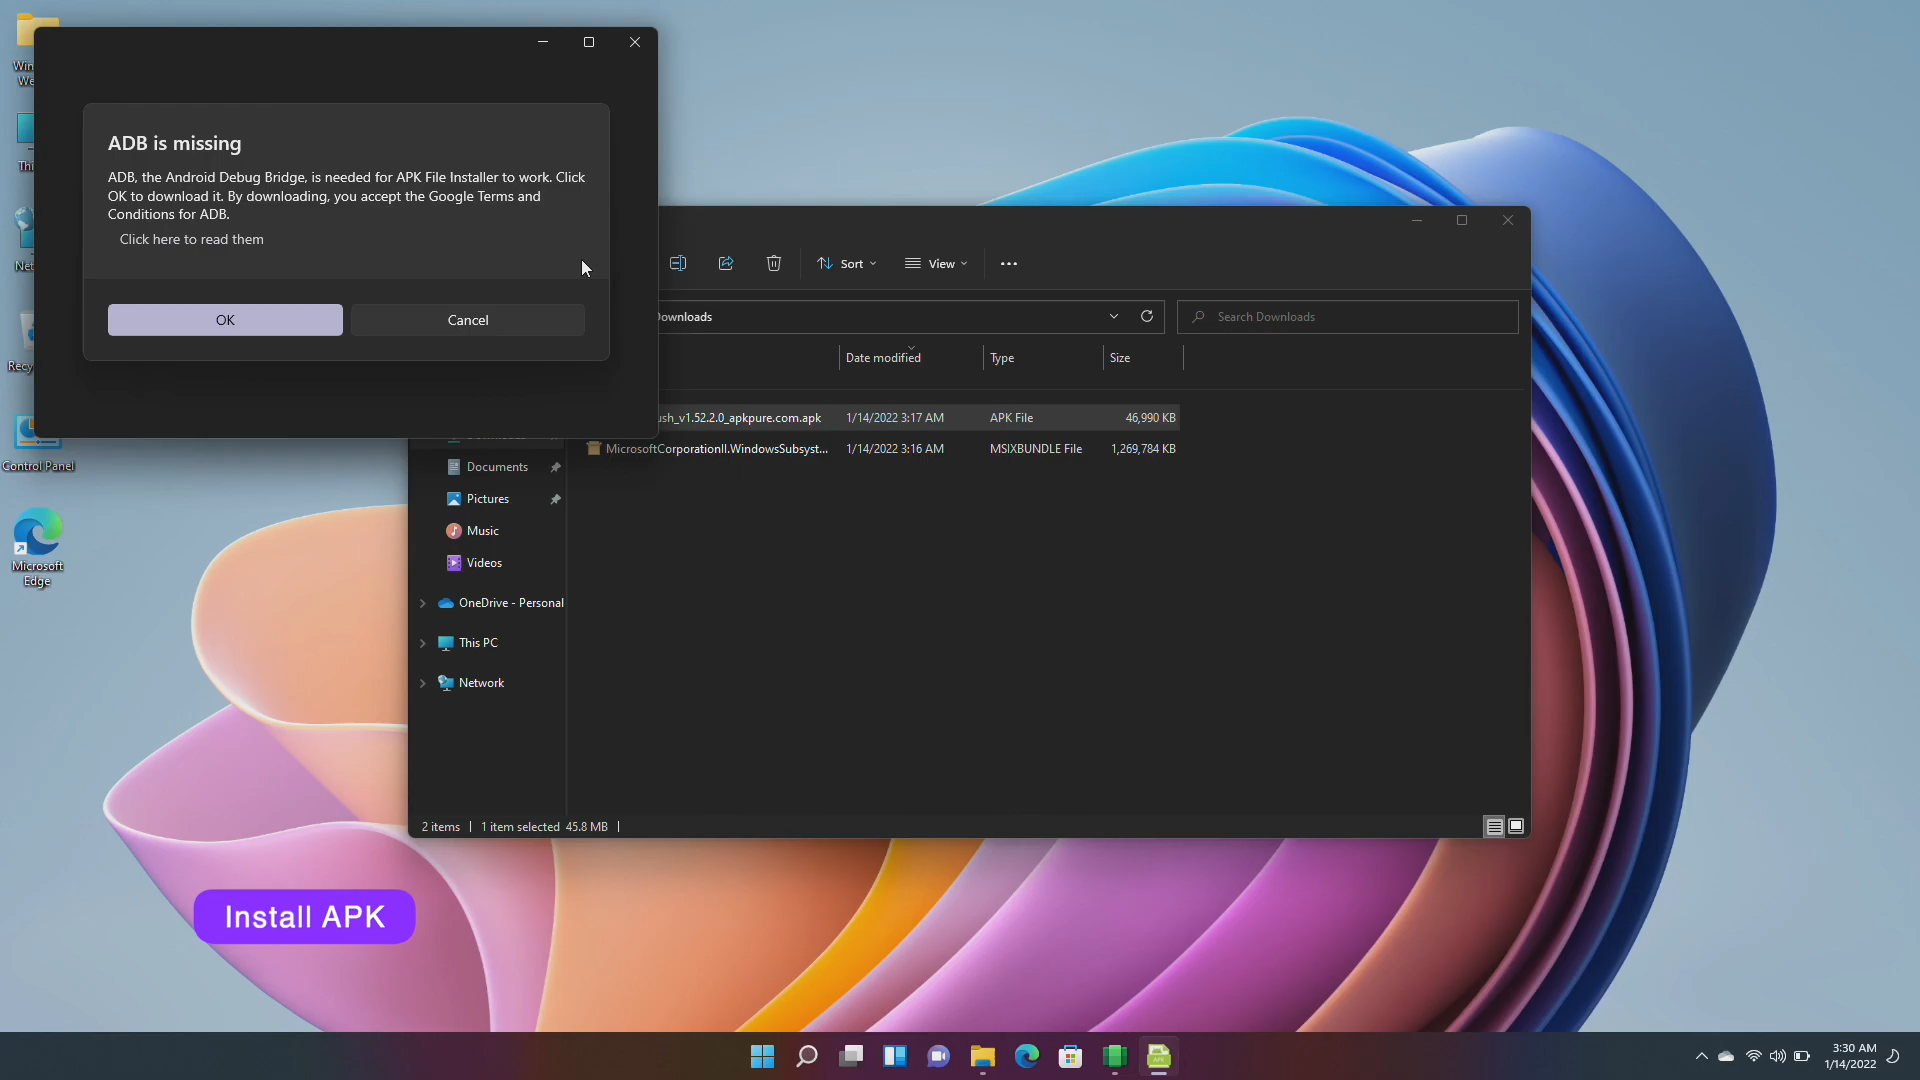 ADB is missing
ADB, the Android Debug Bridge, is needed for APK File Installer to work. Click
OK to download it. By downloading, you accept the Google Terms and
Conditions for ADB.
Click here to read them
OK
Cancel
Sort
View
Downloads
Search Downloads
Date modified
Type
Size
ush_v1.52.2.0_apkpure.com.apk
1/14/2022 3:17 AM
APK File
46,990 KB
MicrosoftCorporationII.WindowsSubsyst...
1/14/2022 3:16 AM
MSIXBUNDLE File
1,269,784 KB
Documents
Pictures
Music
Videos
OneDrive - Personal
This PC
Network
2 items
1 item selected 45.8 MB
Win
We
Thi
Net
Recy
Control Panel
Microsoft
Edge
Install APK
3:30 AM
1/14/2022